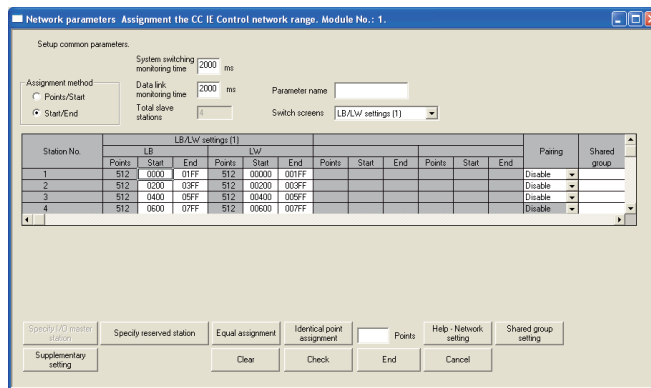 Network parameters Assignment the CC IE Control network range. Module No.: 1.
Setup common parameters.
System switching monitoring time 2000 ms
Assignment method
Points/Start
Start/End
Data link monitoring time 2000 ms
Parameter name
Total slave stations 4
Switch screens LB/LW settings (1)
Station No. LB/LW settings (1) Pairing Shared group
LB LW
Points Start End Points Start End Points Start End Points Start End
1 512 0000 01FF 512 00000 001FF Disable
2 512 0200 03FF 512 00200 003FF Disable
3 512 0400 05FF 512 00400 005FF Disable
4 512 0600 07FF 512 00600 007FF Disable
Specify I/O master station Specify reserved station Equal assignment Identical point assignment Points Help - Network setting Shared group setting
Supplementary setting Clear Check End Cancel